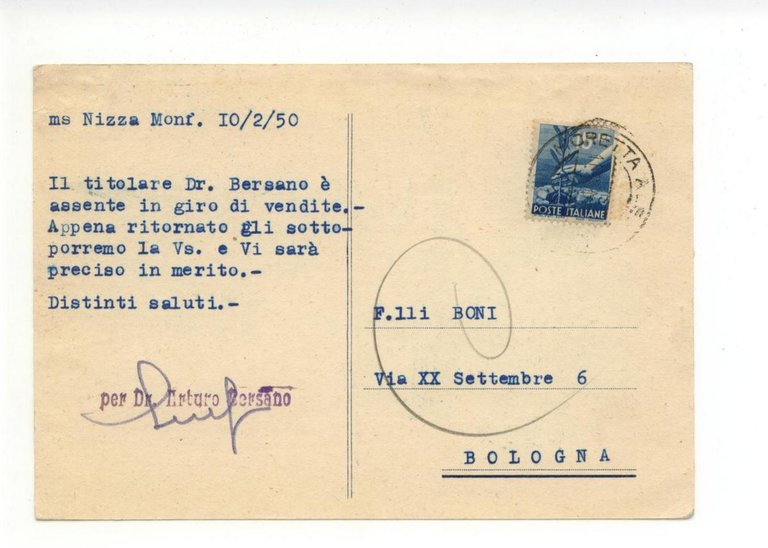 ms Nizza Monf. IO/2/50
Il titolare Dr. Bersano è
assente in giro di vendite.-
Appena ritornato gli sotto-
porremo la Vs. e Vi sarà
preciso in merito.-
Distinti saluti.-
per Dr. Arturo Bersano
POSTE ITALIANE
F.lli BONI
Via XX Settembre 6
BOLOGNA